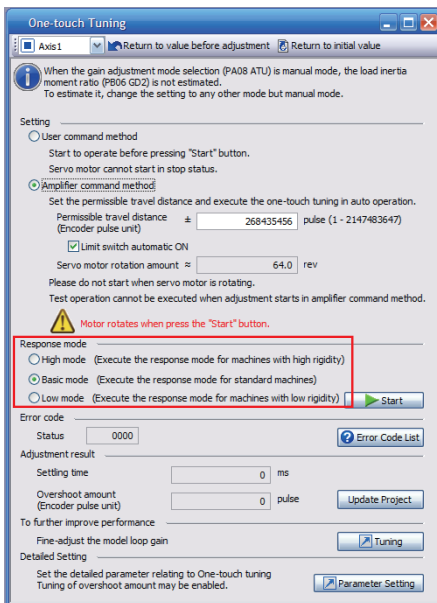 One-touch Tuning
Axis1 Return to value before adjustment Return to initial value
When the gain adjustment mode selection (PA08 ATU) is manual mode, the load inertia
moment ratio (PB06 GD2) is not estimated.
To estimate it, change the setting to any other mode but manual mode.
Setting
User command method
Start to operate before pressing "Start" button.
Servo motor cannot start in stop status.
Amplifier command method
Set the permissible travel distance and execute the one-touch tuning in auto operation.
Permissible travel distance ± 268435456 pulse (1 - 2147483647)
(Encoder pulse unit)
Limit switch automatic ON
Servo motor rotation amount ≈ 64.0 rev
Please do not start when servo motor is rotating.
Test operation cannot be executed when adjustment starts in amplifier command method.
Motor rotates when press the "Start" button.
Response mode
High mode (Execute the response mode for machines with high rigidity)
Basic mode (Execute the response mode for standard machines)
Low mode (Execute the response mode for machines with low rigidity) Start
Error code
Status 0000 Error Code List
Adjustment result
Settling time 0 ms
Overshoot amount 0 pulse Update Project
(Encoder pulse unit)
To further improve performance
Fine-adjust the model loop gain Tuning
Detailed Setting
Set the detailed parameter relating to One-touch tuning
Tuning of overshoot amount may be enabled. Parameter Setting